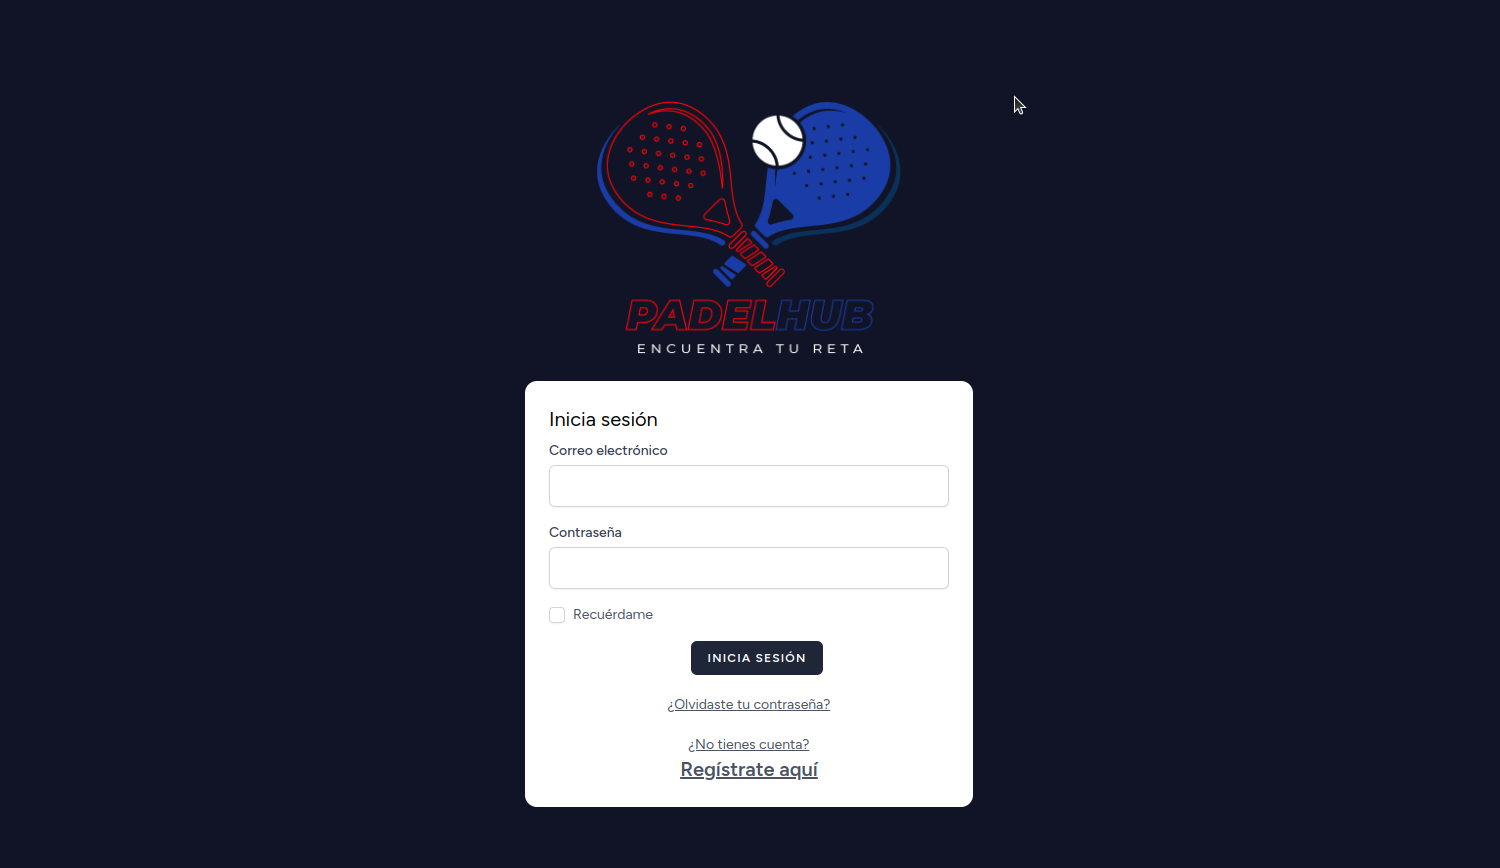 PADELHUB
ENCUENTRA TU RETA
Inicia sesión
Correo electrónico
Contraseña
Recuérdame
INICIA SESIÓN
¿Olvidaste tu contraseña?
¿No tienes cuenta?
Regístrate aquí